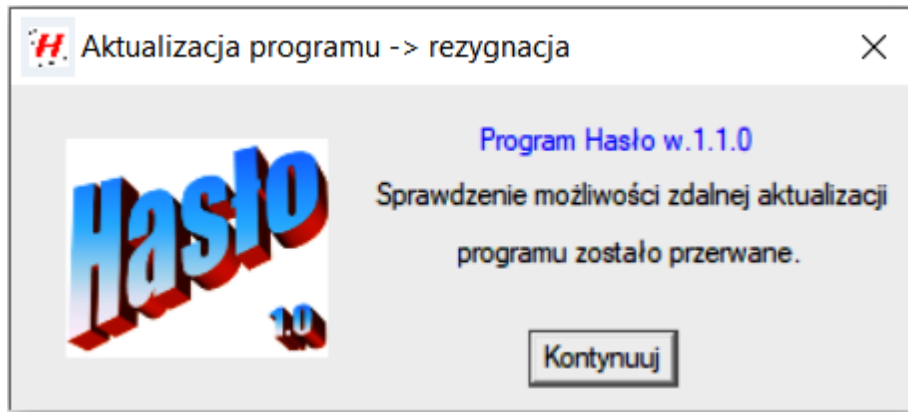 H
Aktualizacja programu -> rezygnacja
Hasło
1.0
Program Hasło w.1.1.0
Sprawdzenie możliwości zdalnej aktualizacji
programu zostało przerwane.
Kontynuuj